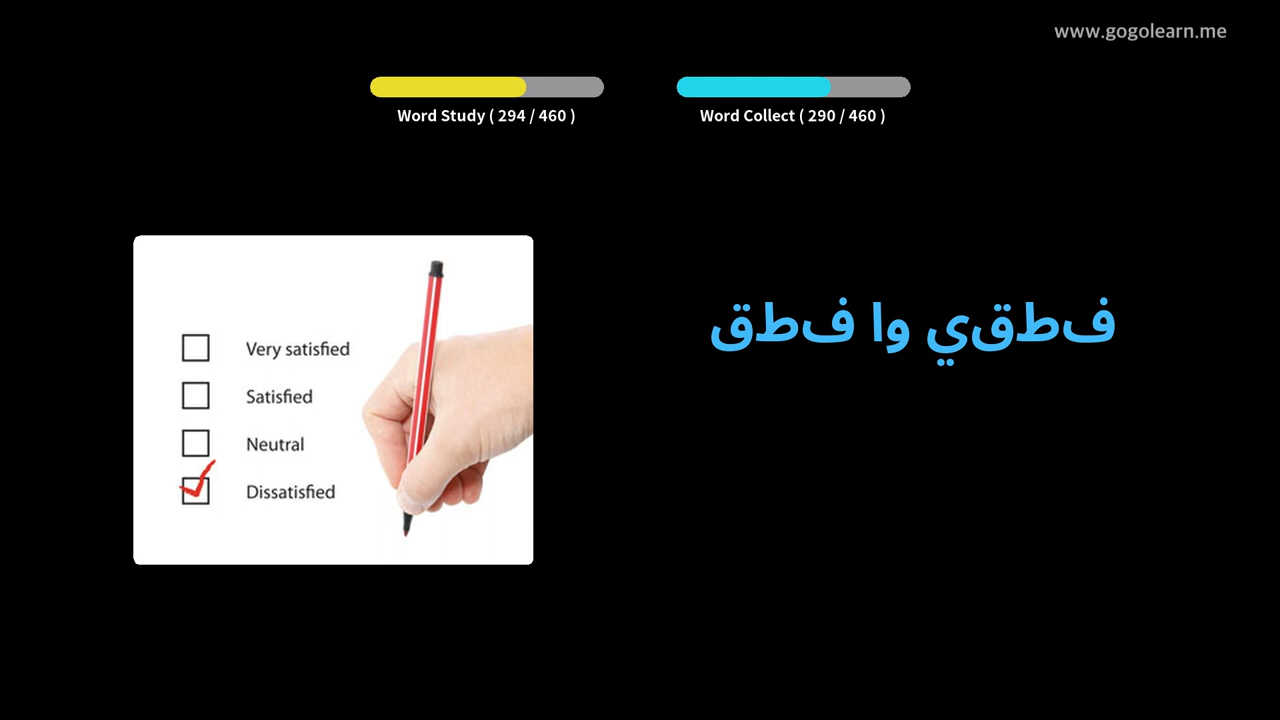 www.gogolearn.me
Word Study ( 294 / 460 )
Word Collect ( 290 / 460 )
فطقي وا فطق
Very satisfied
Satisfied
Neutral
Dissatisfied